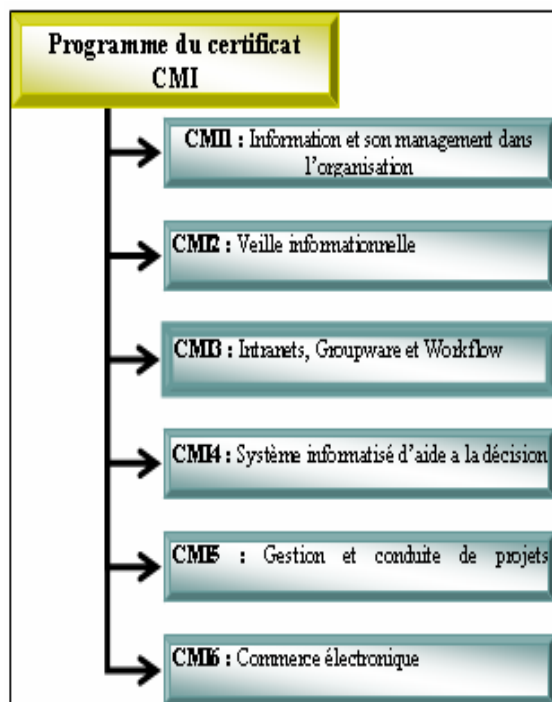 Programme du certificat
CMI
CMI1 : Information et son management dans
l'organisation
CMI2 : Veille informationnelle
CMI3 : Intranets, Groupware et Workflow
CMI4 : Système informatisé d'aide a la décision
CMI5 : Gestion et conduite de projets
CMI6 : Commerce électronique